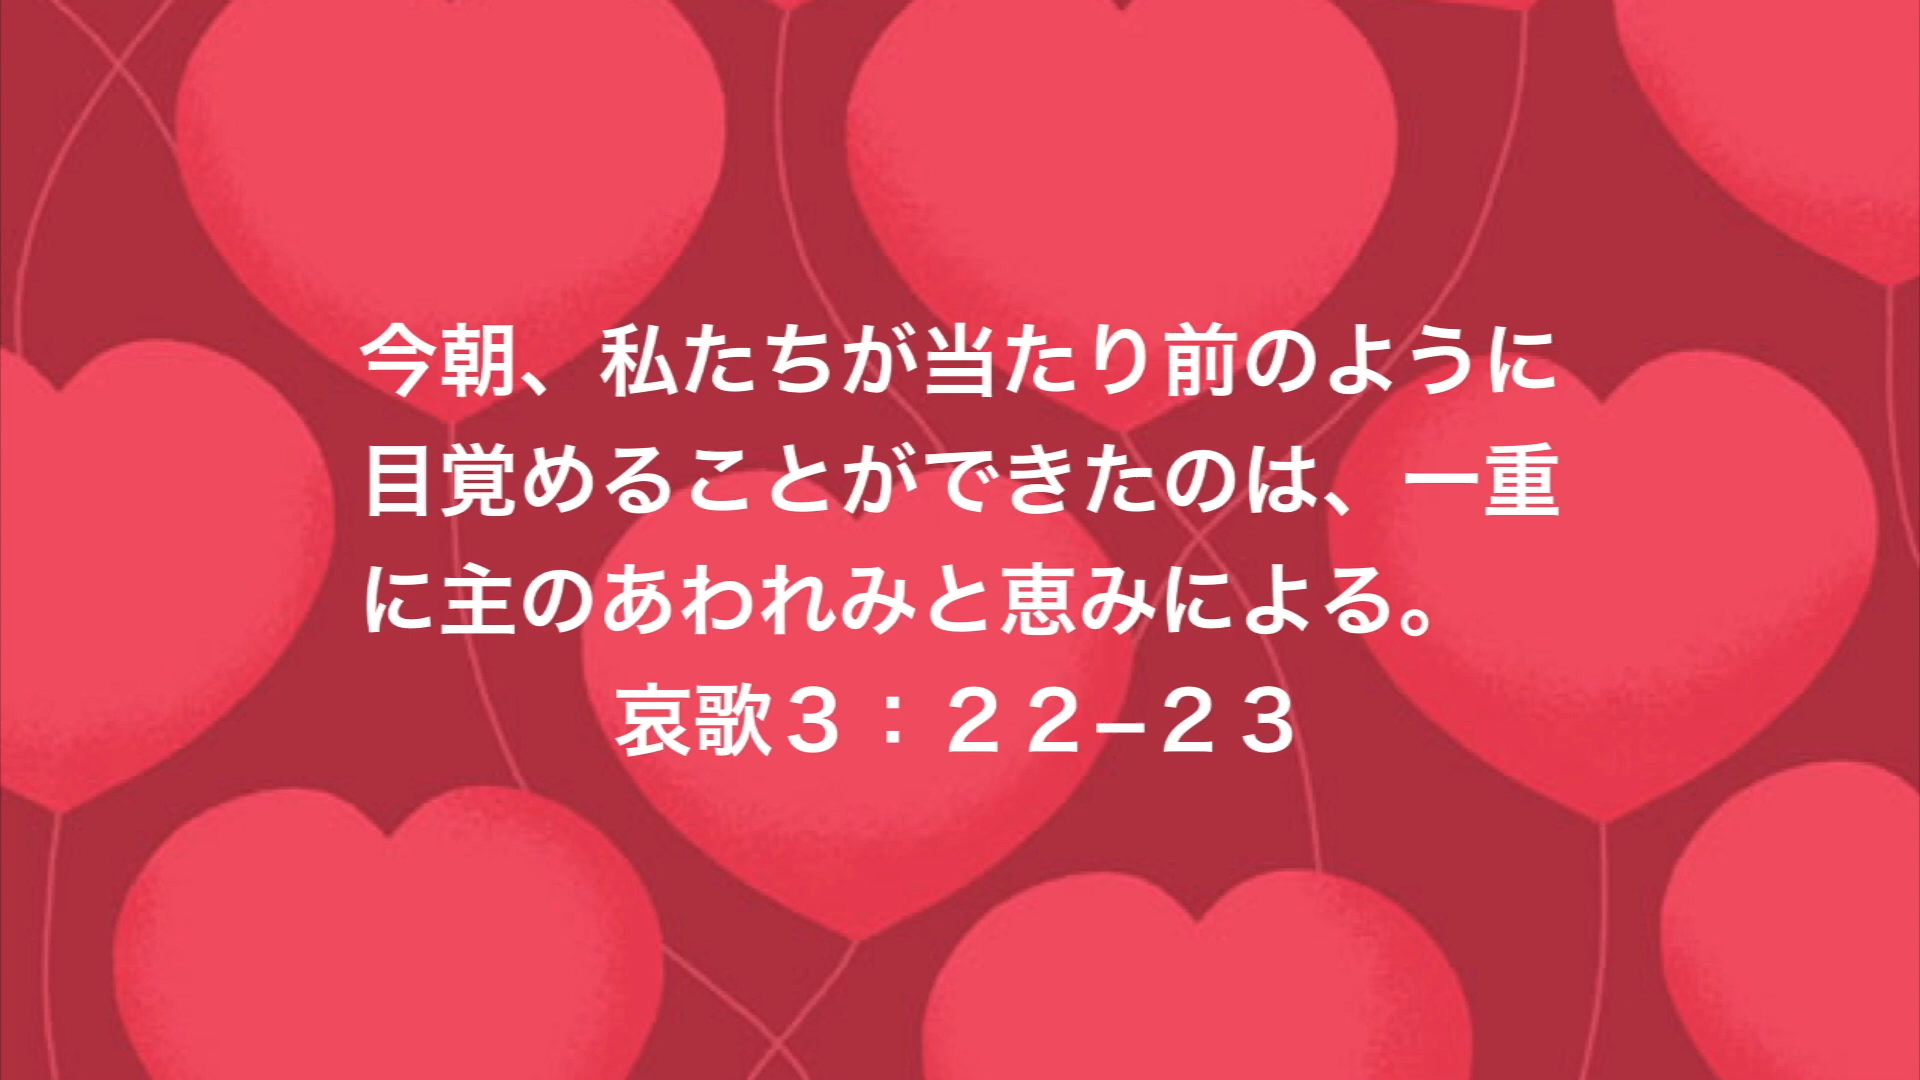 今朝、私たちが当たり前のように
目覚めることができたのは、一重
に主のあわれみと恵みによる。
哀歌３：２２−２３